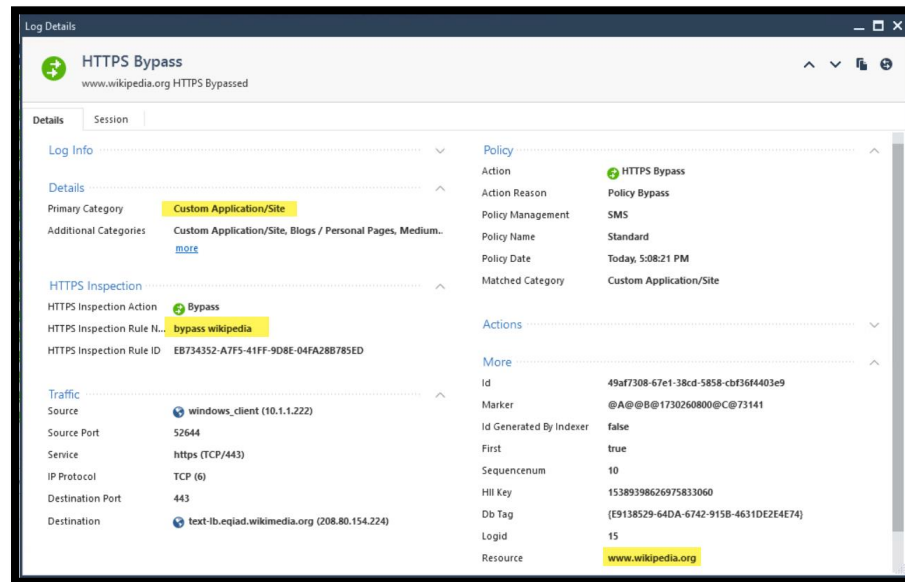 Log Details
HTTPS Bypass
www.wikipedia.org HTTPS Bypassed
Details Session
Log Info
Details
Primary Category Custom Application/Site
Additional Categories Custom Application/Site, Blogs / Personal Pages, Medium..
more
HTTPS Inspection
HTTPS Inspection Action Bypass
HTTPS Inspection Rule N... bypass wikipedia
HTTPS Inspection Rule ID EB734352-A7F5-41FF-9D8E-04FA28B785ED
Traffic
Source windows_client (10.1.1.222)
Source Port 52644
Service https (TCP/443)
IP Protocol TCP (6)
Destination Port 443
Destination text-lb.eqiad.wikimedia.org (208.80.154.224)
Policy
Action HTTPS Bypass
Action Reason Policy Bypass
Policy Management SMS
Policy Name Standard
Policy Date Today, 5:08:21 PM
Matched Category Custom Application/Site
Actions
More
Id 49af7308-67e1-38cd-5858-cbf36f4403e9
Marker @A@@B@1730260800@C@73141
Id Generated By Indexer false
First true
Sequencenum 10
Hll Key 15389398626975833060
Db Tag {E9138529-64DA-6742-915B-4631DE2E4E74}
Logid 15
Resource www.wikipedia.org